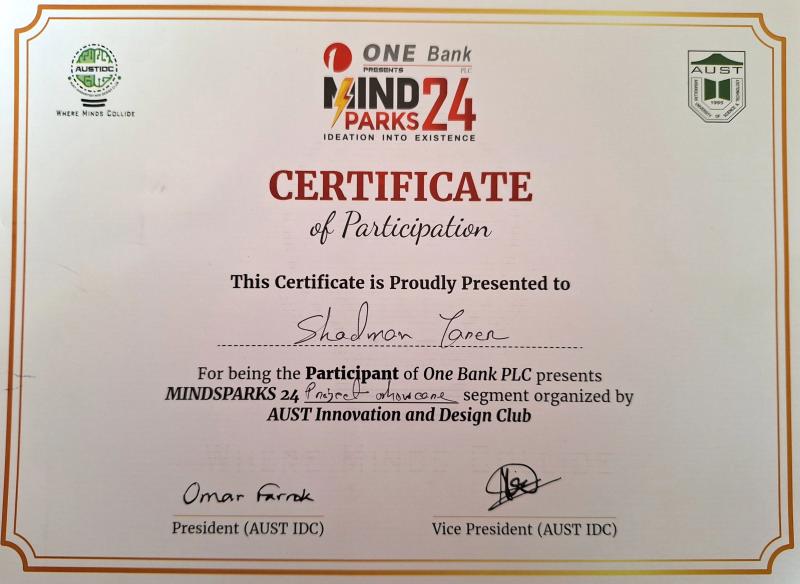 AUSTIDC
WHERE MINDS COLLIDE
ONE Bank
PLC
PRESENTS
MIND
PARKS 24
IDEATION INTO EXISTENCE
AUST
1995
CERTIFICATE
of Participation
This Certificate is Proudly Presented to
Shadman
For being the Participant of One Bank PLC presents
MINDSPARKS 24 Project showcase segment organized by
AUST Innovation and Design Club
WHERE MINDS COLLIDE
Omar Farrok
President (AUST IDC)
Vice President (AUST IDC)